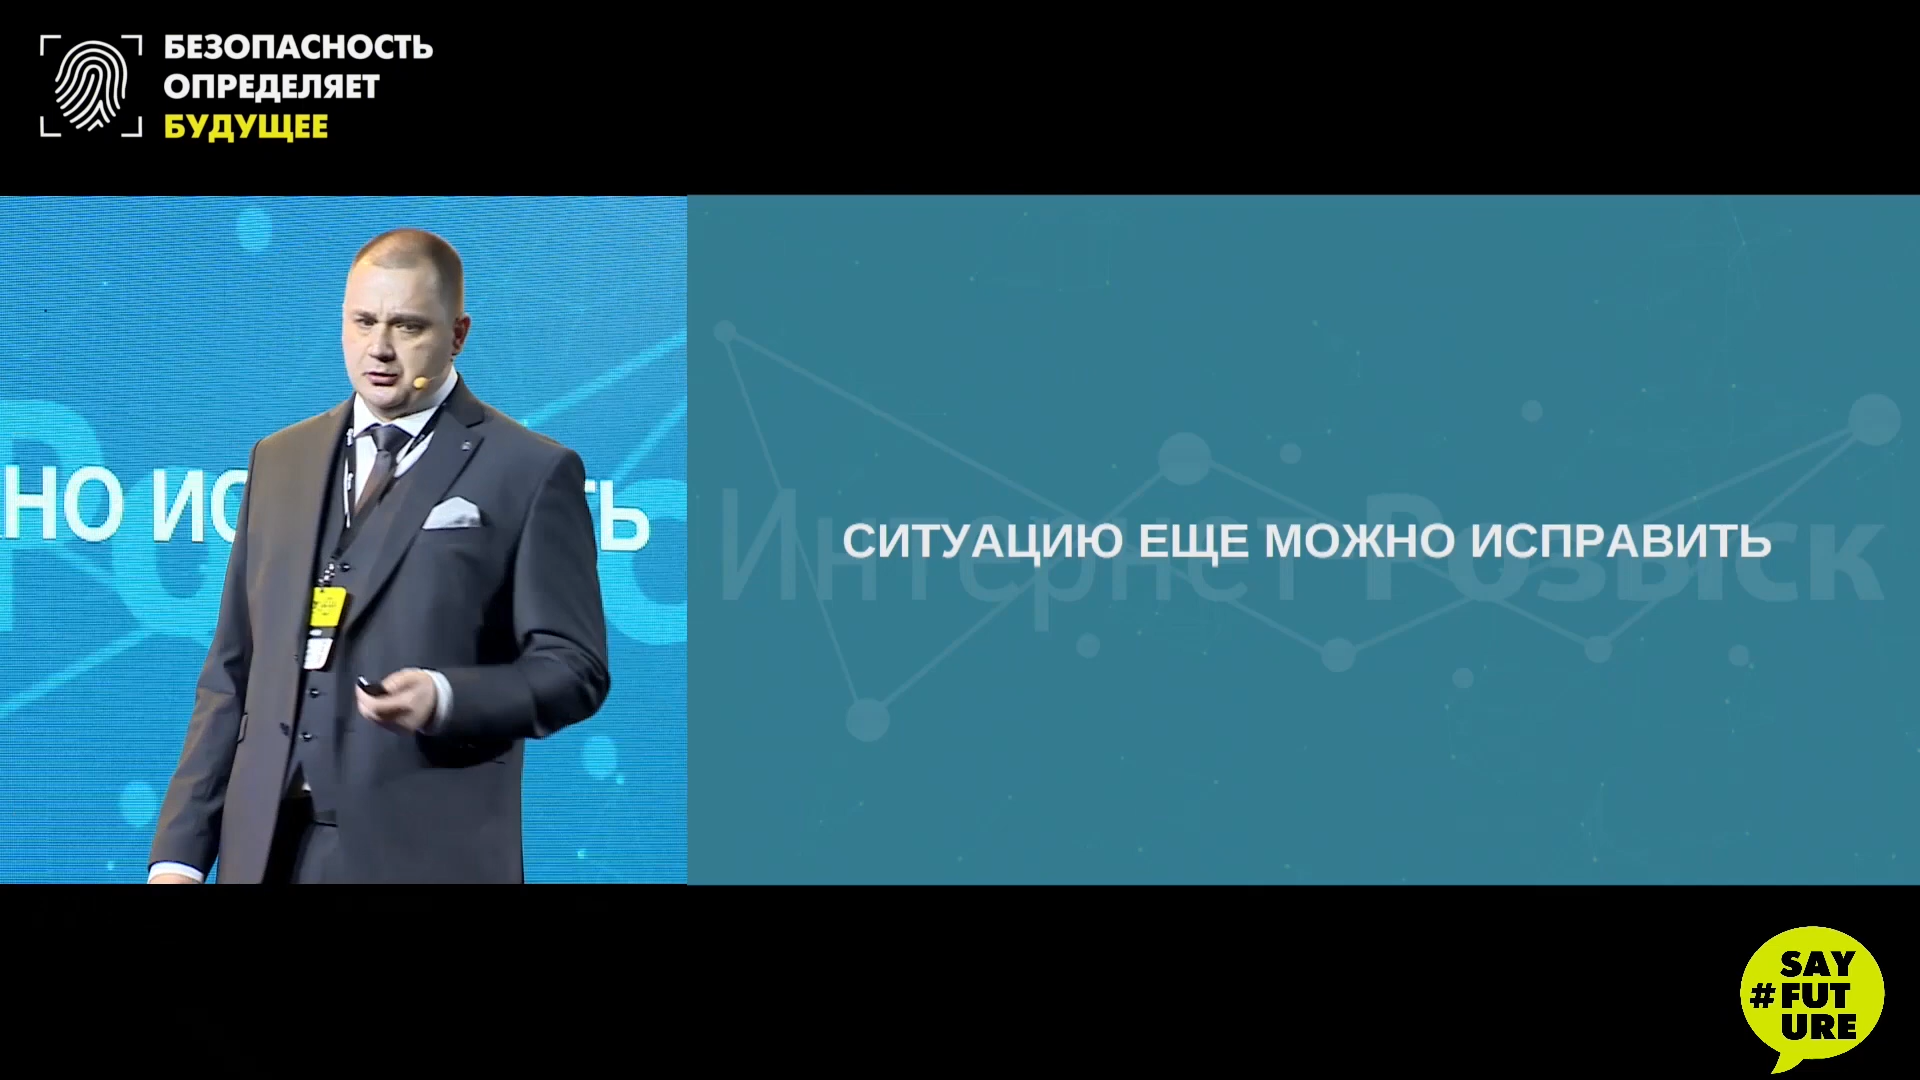 БЕЗОПАСНОСТЬ
ОПРЕДЕЛЯЕТ
БУДУЩЕЕ
НО ИС ТЬ
Интернет Розыск
СИТУАЦИЮ ЕЩЕ МОЖНО ИСПРАВИТЬ
SAY
#FUT
URE